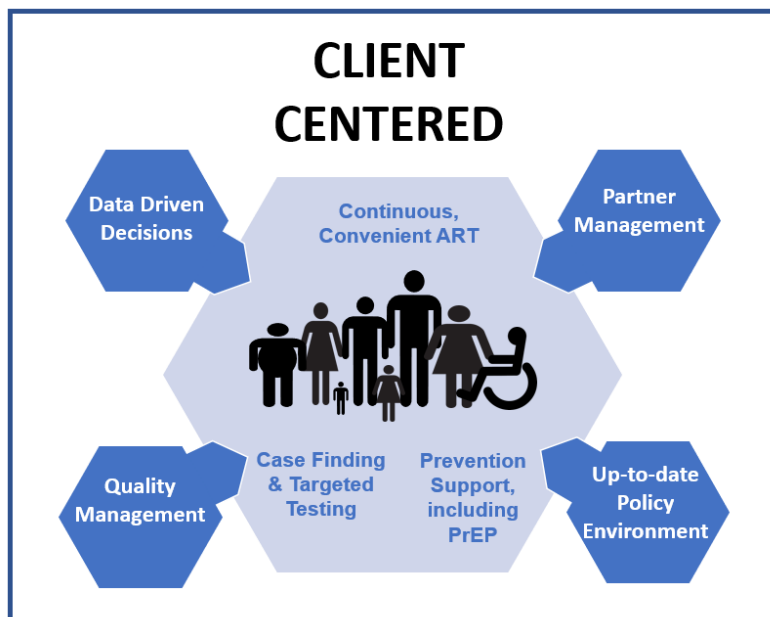 CLIENT
CENTERED
Data Driven
Decisions
Continuous,
Convenient ART
Partner
Management
Quality
Management
Case Finding
& Targeted
Testing
Prevention
Support,
including
PrEP
Up-to-date
Policy
Environment